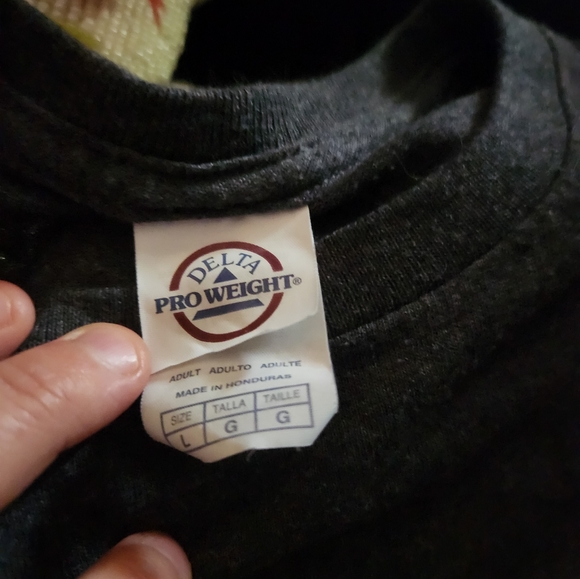 DELTA
PRO WEIGHT®
ADULT ADULTO ADULTE
MADE IN HONDURAS
SIZE TALLA TAILLE
L G G